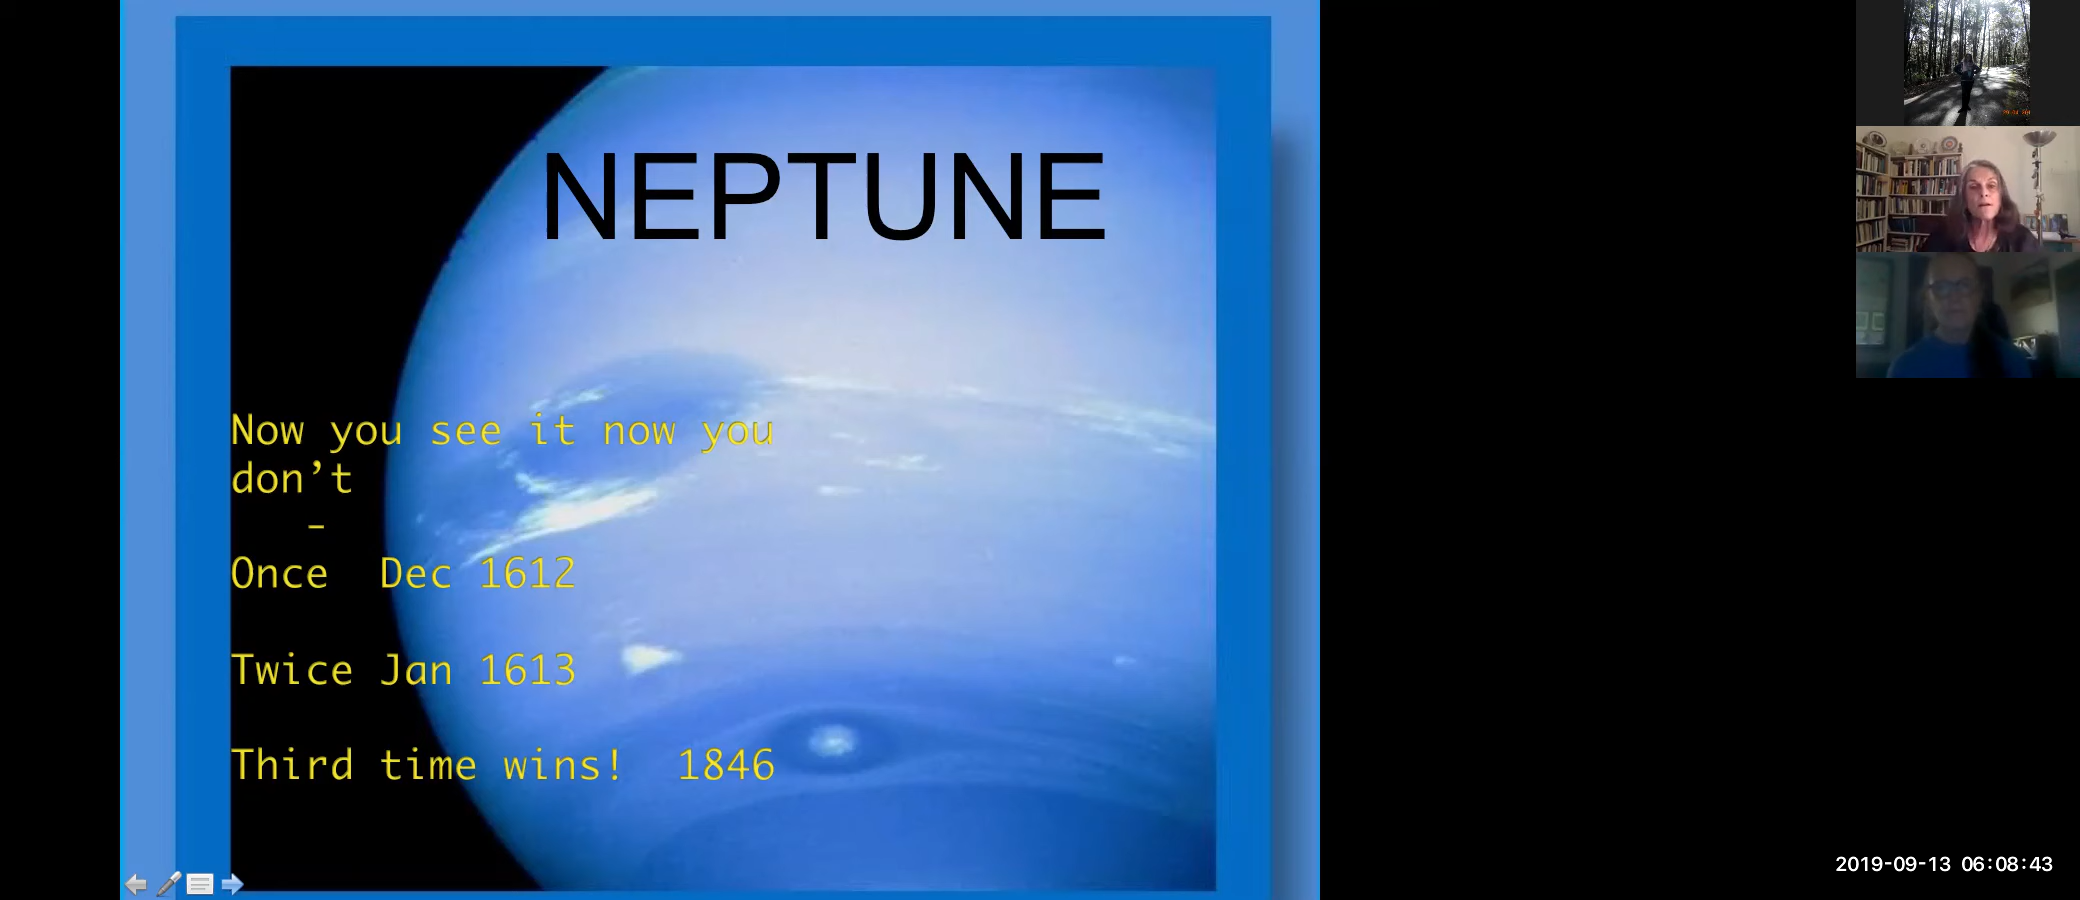 NEPTUNE
Now you see it now you
don’t
-
Once  Dec 1612
Twice Jan 1613
Third time wins!  1846
2019-09-13 06:08:43